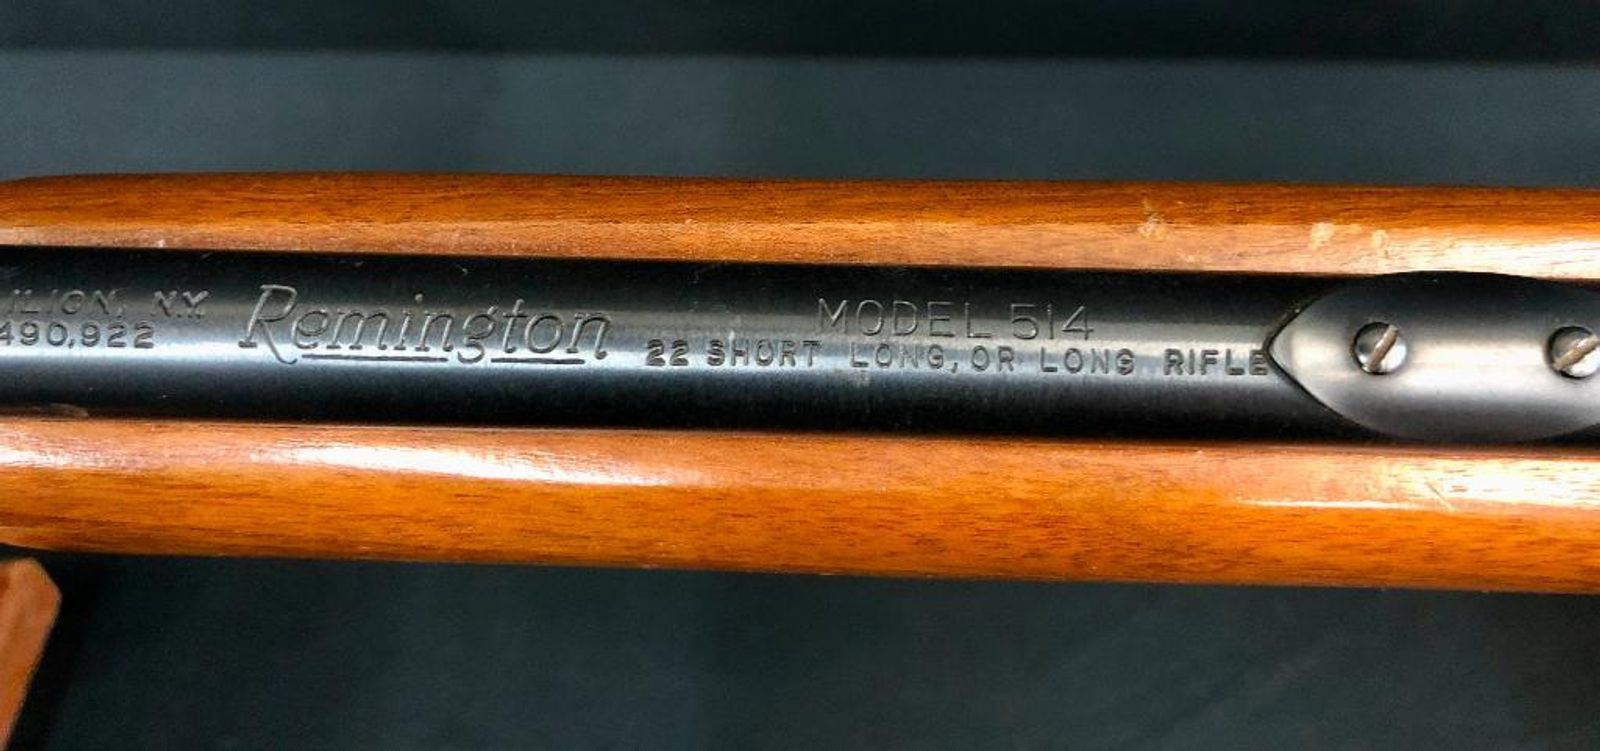 ILION, N.Y.
490,922
Remington
MODEL 514
22 SHORT LONG, OR LONG RIFLE